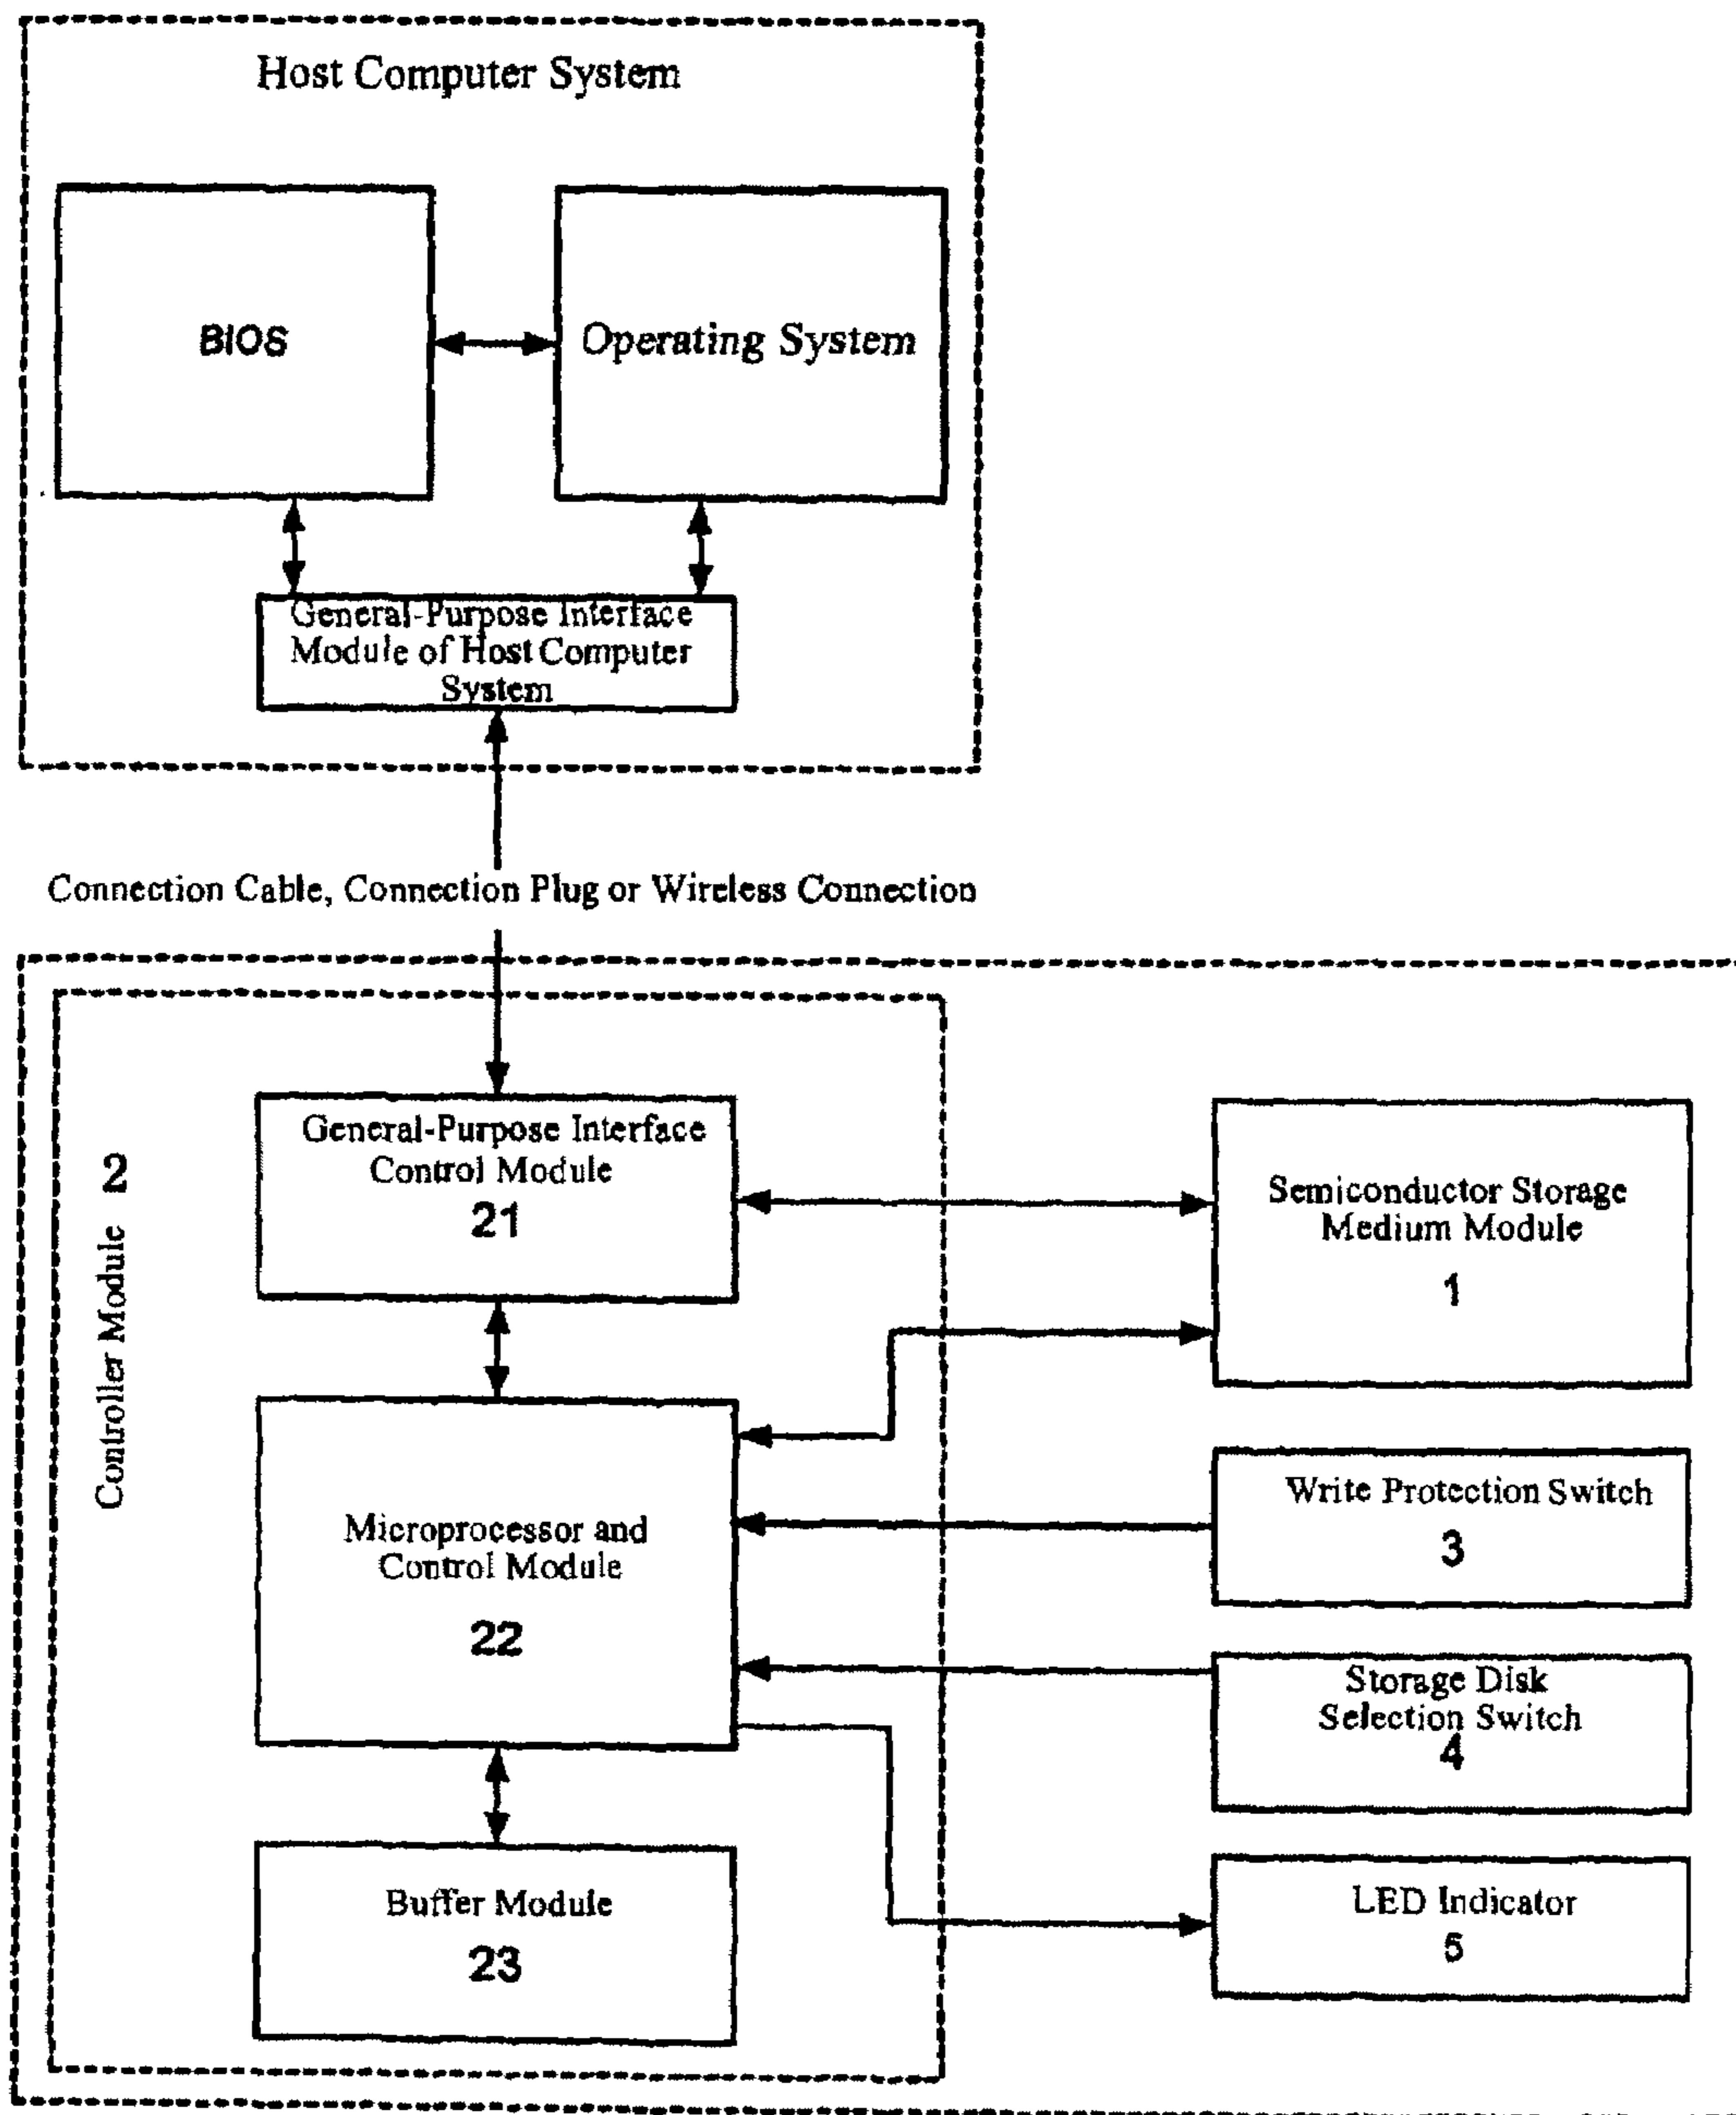 Host Computer System
BIOS
Operating System
General-Purpose Interface
Module of Host Computer
System
Connection Cable, Connection Plug or Wireless Connection
Controller Module 2
General-Purpose Interface
Control Module
21
Semiconductor Storage
Medium Module
1
Microprocessor and
Control Module
22
Write Protection Switch
3
Storage Disk
Selection Switch
4
Buffer Module
23
LED Indicator
5